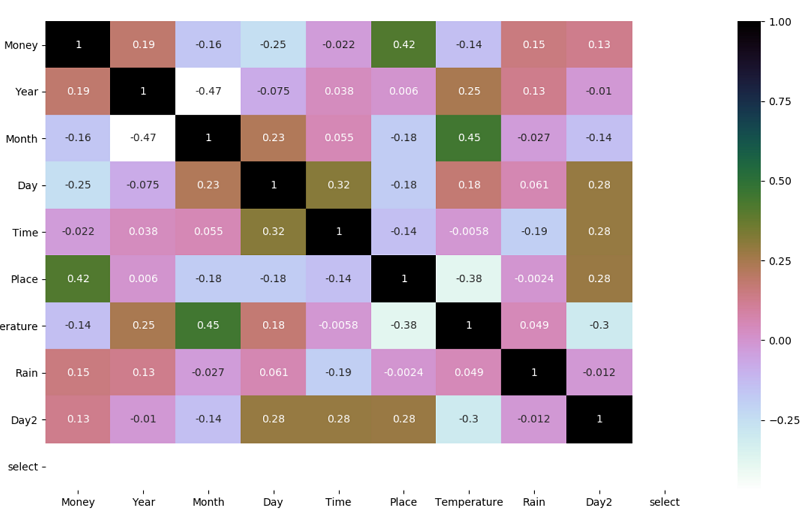 Money 1 0.19 -0.16 -0.25 -0.022 0.42 -0.14 0.15 0.13
Year 0.19 1 -0.47 -0.075 0.038 0.006 0.25 0.13 -0.01
Month -0.16 -0.47 1 0.23 0.055 -0.18 0.45 -0.027 -0.14
Day -0.25 -0.075 0.23 1 0.32 -0.18 0.18 0.061 0.28
Time -0.022 0.038 0.055 0.32 1 -0.14 -0.0058 -0.19 0.28
Place 0.42 0.006 -0.18 -0.18 -0.14 1 -0.38 -0.0024 0.28
erature -0.14 0.25 0.45 0.18 -0.0058 -0.38 1 0.049 -0.3
Rain 0.15 0.13 -0.027 0.061 -0.19 -0.0024 0.049 1 -0.012
Day2 0.13 -0.01 -0.14 0.28 0.28 0.28 -0.3 -0.012 1
select
Money Year Month Day Time Place Temperature Rain Day2 select
1.00
0.75
0.50
0.25
0.00
−0.25